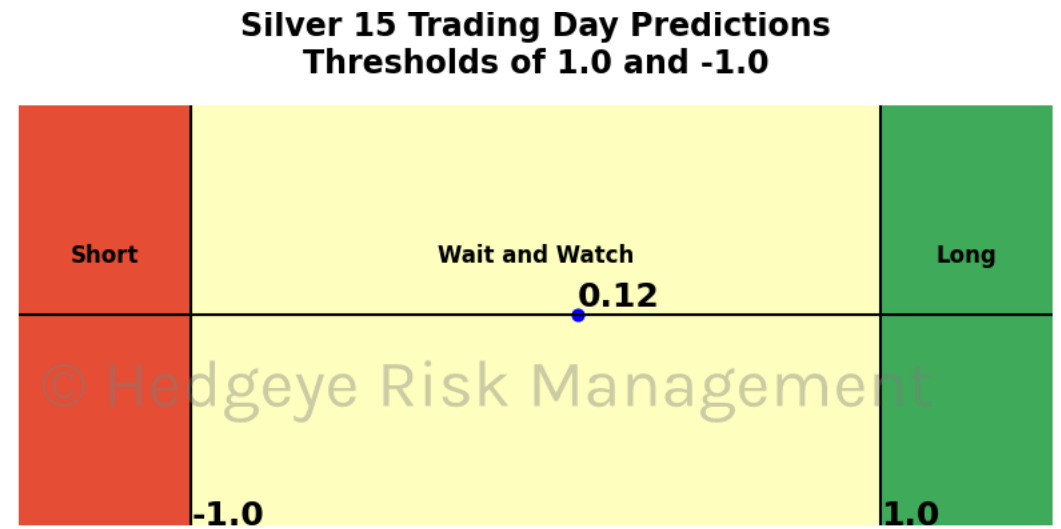 Silver 15 Trading Day Predictions
Thresholds of 1.0 and -1.0
Short
Wait and Watch
Long
0.12
© Hedgeye Risk Management
-1.0
1.0